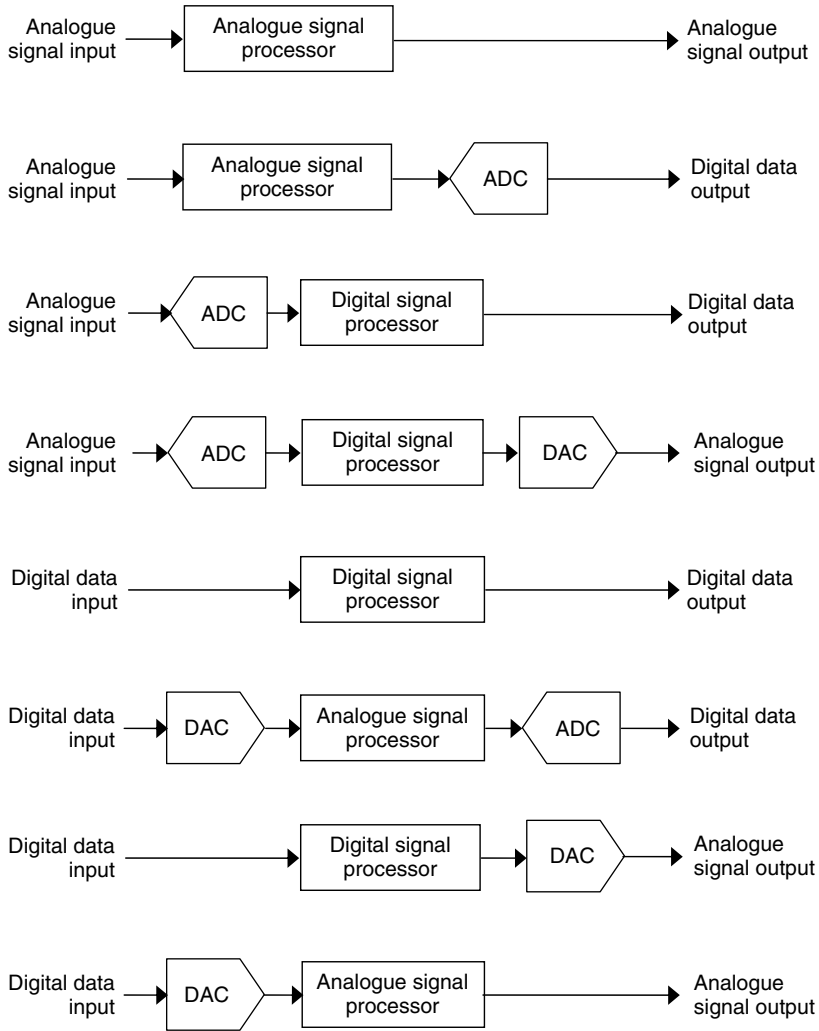 Analogue
signal input
Analogue signal
processor
Analogue
signal output
Analogue
signal input
Analogue signal
processor
ADC
Digital data
output
Analogue
signal input
ADC
Digital signal
processor
Digital data
output
Analogue
signal input
ADC
Digital signal
processor
DAC
Analogue
signal output
Digital data
input
Digital signal
processor
Digital data
output
Digital data
input
DAC
Analogue signal
processor
ADC
Digital data
output
Digital data
input
Digital signal
processor
DAC
Analogue
signal output
Digital data
input
DAC
Analogue signal
processor
Analogue
signal output